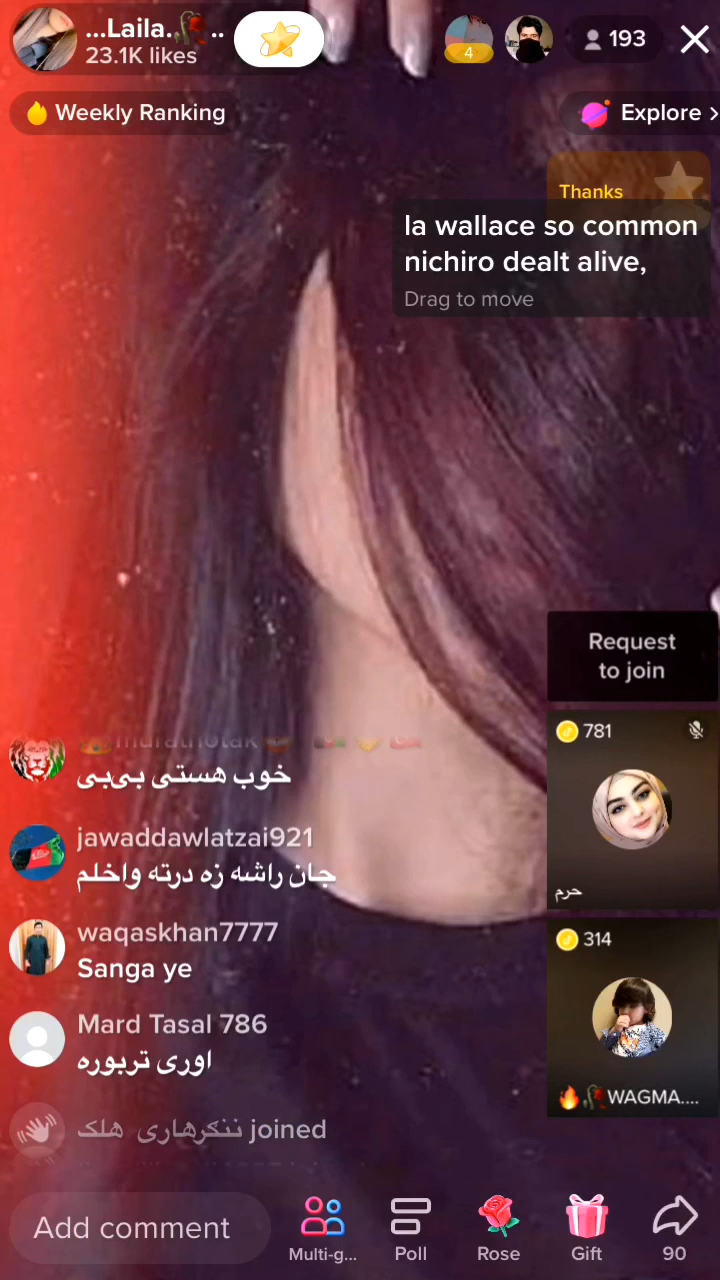 ...Laila.🥀..
23.1K likes
4
193
Weekly Ranking
Explore >
Thanks
la wallace so common
nichiro dealt alive,
Drag to move
Request
to join
781
حرم
314
🔥🥀WAGMA....
خوب هستی بی‌بی
jawaddawlatzai921
جان راشه زه درته واخلم
waqaskhan7777
Sanga ye
Mard Tasal 786
اوری تربوره
ننګرهاری هلک joined
Add comment
Multi-g...
Poll
Rose
Gift
90